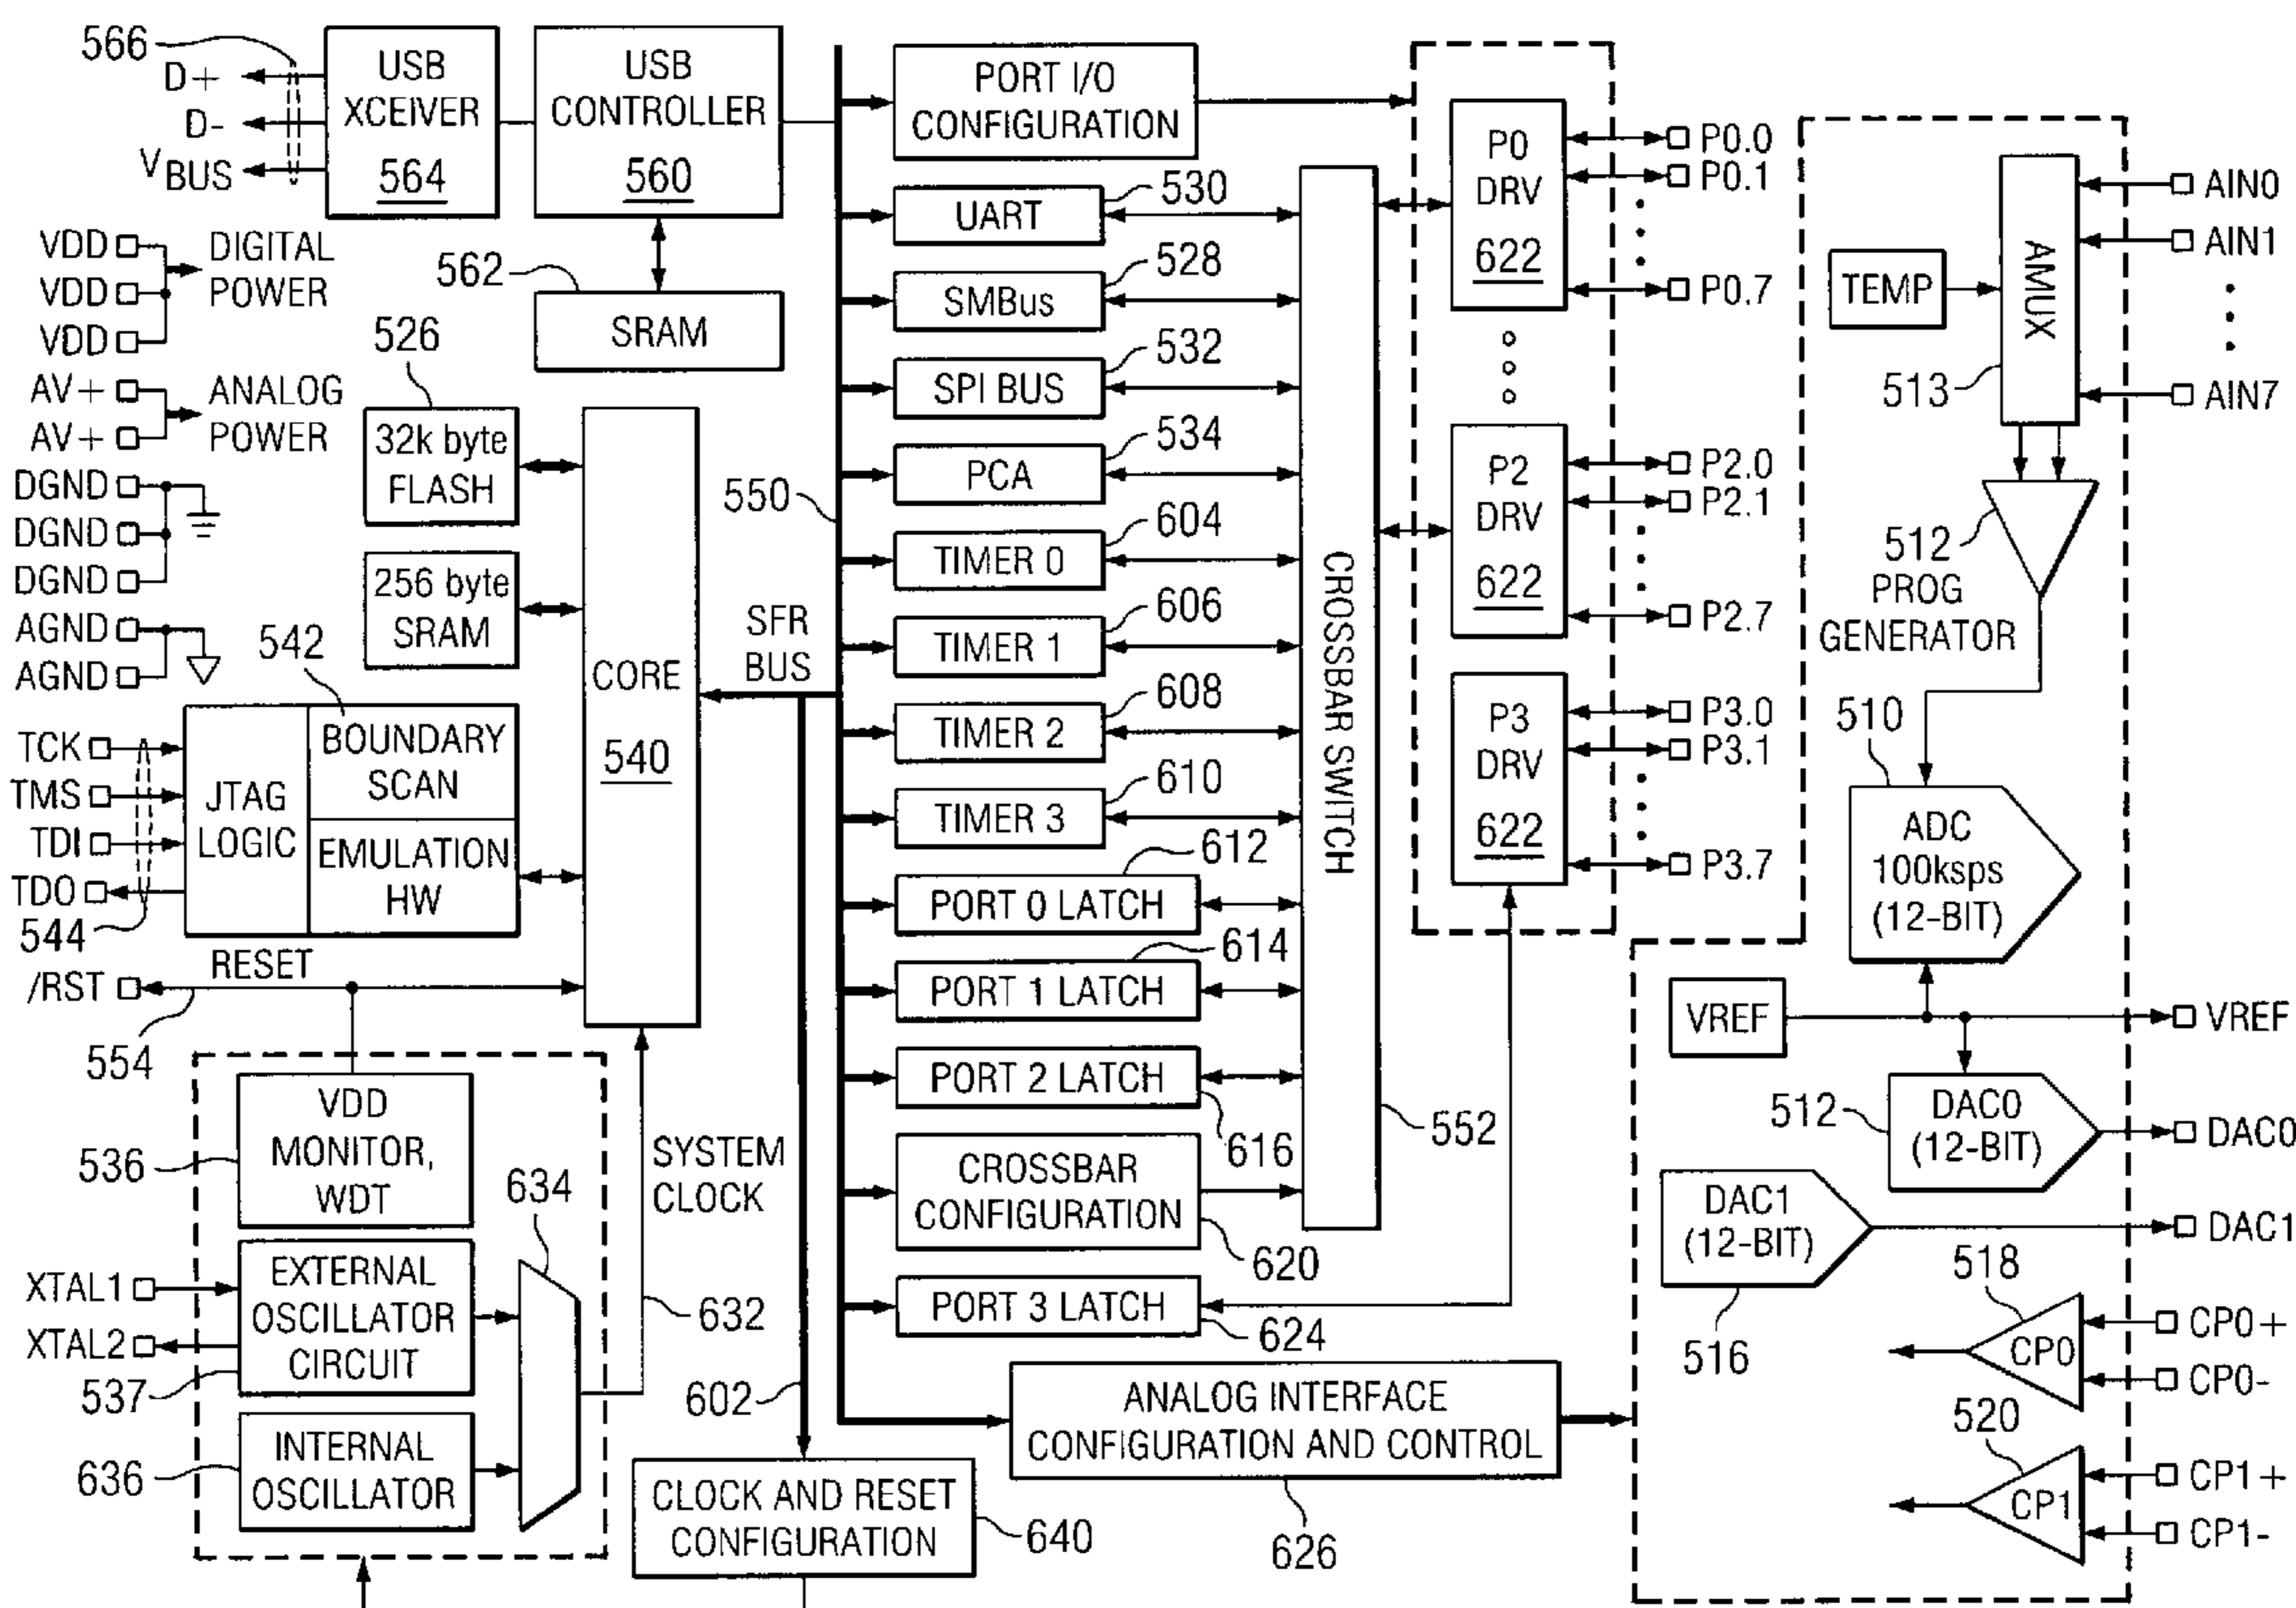 566
D+
D-
VBUS
USB
XCEIVER
564
USB
CONTROLLER
560
562
SRAM
VDD
VDD
VDD
DIGITAL
POWER
AV+
AV+
ANALOG
POWER
DGND
DGND
DGND
AGND
AGND
526
32k byte
FLASH
256 byte
SRAM
542
TCK
TMS
TDI
TDO
544
JTAG
LOGIC
BOUNDARY
SCAN
EMULATION
HW
CORE
540
/RST
RESET
554
VDD
MONITOR,
WDT
536
XTAL1
XTAL2
EXTERNAL
OSCILLATOR
CIRCUIT
537
INTERNAL
OSCILLATOR
636
634
SYSTEM
CLOCK
632
550
SFR
BUS
602
CLOCK AND RESET
CONFIGURATION
640
PORT I/O
CONFIGURATION
UART
530
SMBus
528
SPI BUS
532
PCA
534
TIMER 0
604
TIMER 1
606
TIMER 2
608
TIMER 3
610
PORT 0 LATCH
612
PORT 1 LATCH
614
PORT 2 LATCH
616
CROSSBAR
CONFIGURATION
620
PORT 3 LATCH
624
ANALOG INTERFACE
CONFIGURATION AND CONTROL
626
CROSSBAR SWITCH
552
P0
DRV
622
P0.0
P0.1
P0.7
P2
DRV
622
P2.0
P2.1
P2.7
P3
DRV
622
P3.0
P3.1
P3.7
TEMP
AMUX
513
AIN0
AIN1
AIN7
512
PROG
GENERATOR
510
ADC
100ksps
(12-BIT)
VREF
VREF
512
DAC0
(12-BIT)
DAC0
DAC1
(12-BIT)
DAC1
516
518
CP0
CP0+
CP0-
520
CP1
CP1+
CP1-